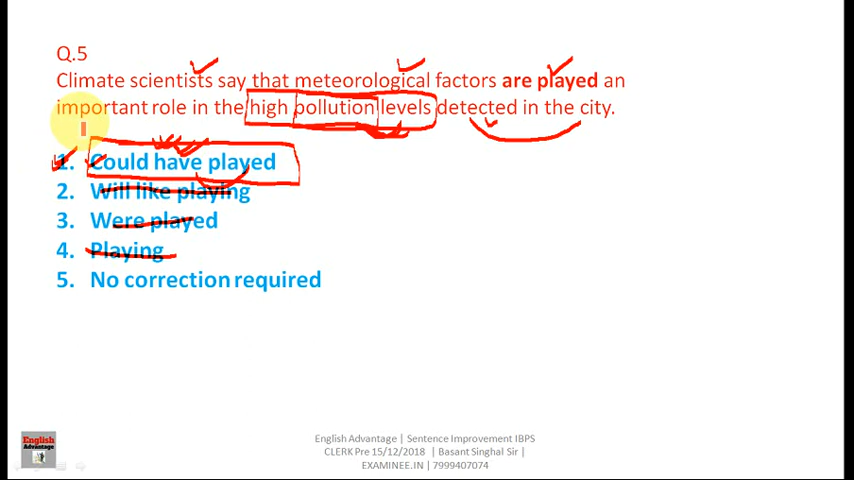 Q.5
Climate scientists say that meteorological factors are played an
important role in the high pollution levels detected in the city.
1. Could have played
2. Will like playing
3. Were played
4. Playing
5. No correction required
English
Advantage
English Advantage | Sentence Improvement IBPS
CLERK Pre 15/12/2018 | Basant Singhal Sir |
EXAMINEE.IN | 7999407074